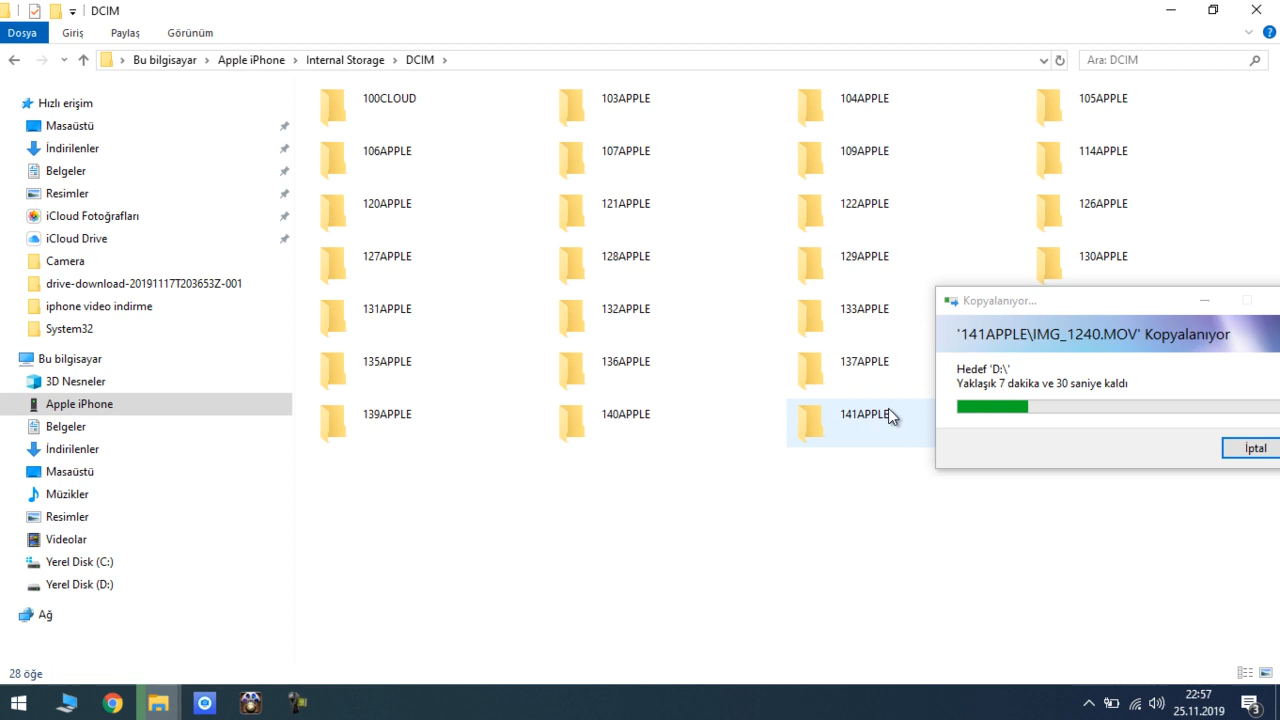 DCIM
Dosya Giriş Paylaş Görünüm
Bu bilgisayar Apple iPhone Internal Storage DCIM
Ara: DCIM
Hızlı erişim
Masaüstü
İndirilenler
Belgeler
Resimler
iCloud Fotoğrafları
iCloud Drive
Camera
drive-download-20191117T203653Z-001
iphone video indirme
System32
Bu bilgisayar
3D Nesneler
Apple iPhone
Belgeler
İndirilenler
Masaüstü
Müzikler
Resimler
Videolar
Yerel Disk (C:)
Yerel Disk (D:)
Ağ
100CLOUD 103APPLE 104APPLE 105APPLE
106APPLE 107APPLE 109APPLE 114APPLE
120APPLE 121APPLE 122APPLE 126APPLE
127APPLE 128APPLE 129APPLE 130APPLE
131APPLE 132APPLE 133APPLE
135APPLE 136APPLE 137APPLE
139APPLE 140APPLE 141APPLE
Kopyalanıyor...
'141APPLE\IMG_1240.MOV' Kopyalanıyor
Hedef 'D:\'
Yaklaşık 7 dakika ve 30 saniye kaldı
İptal
28 öğe
22:57
25.11.2019
3